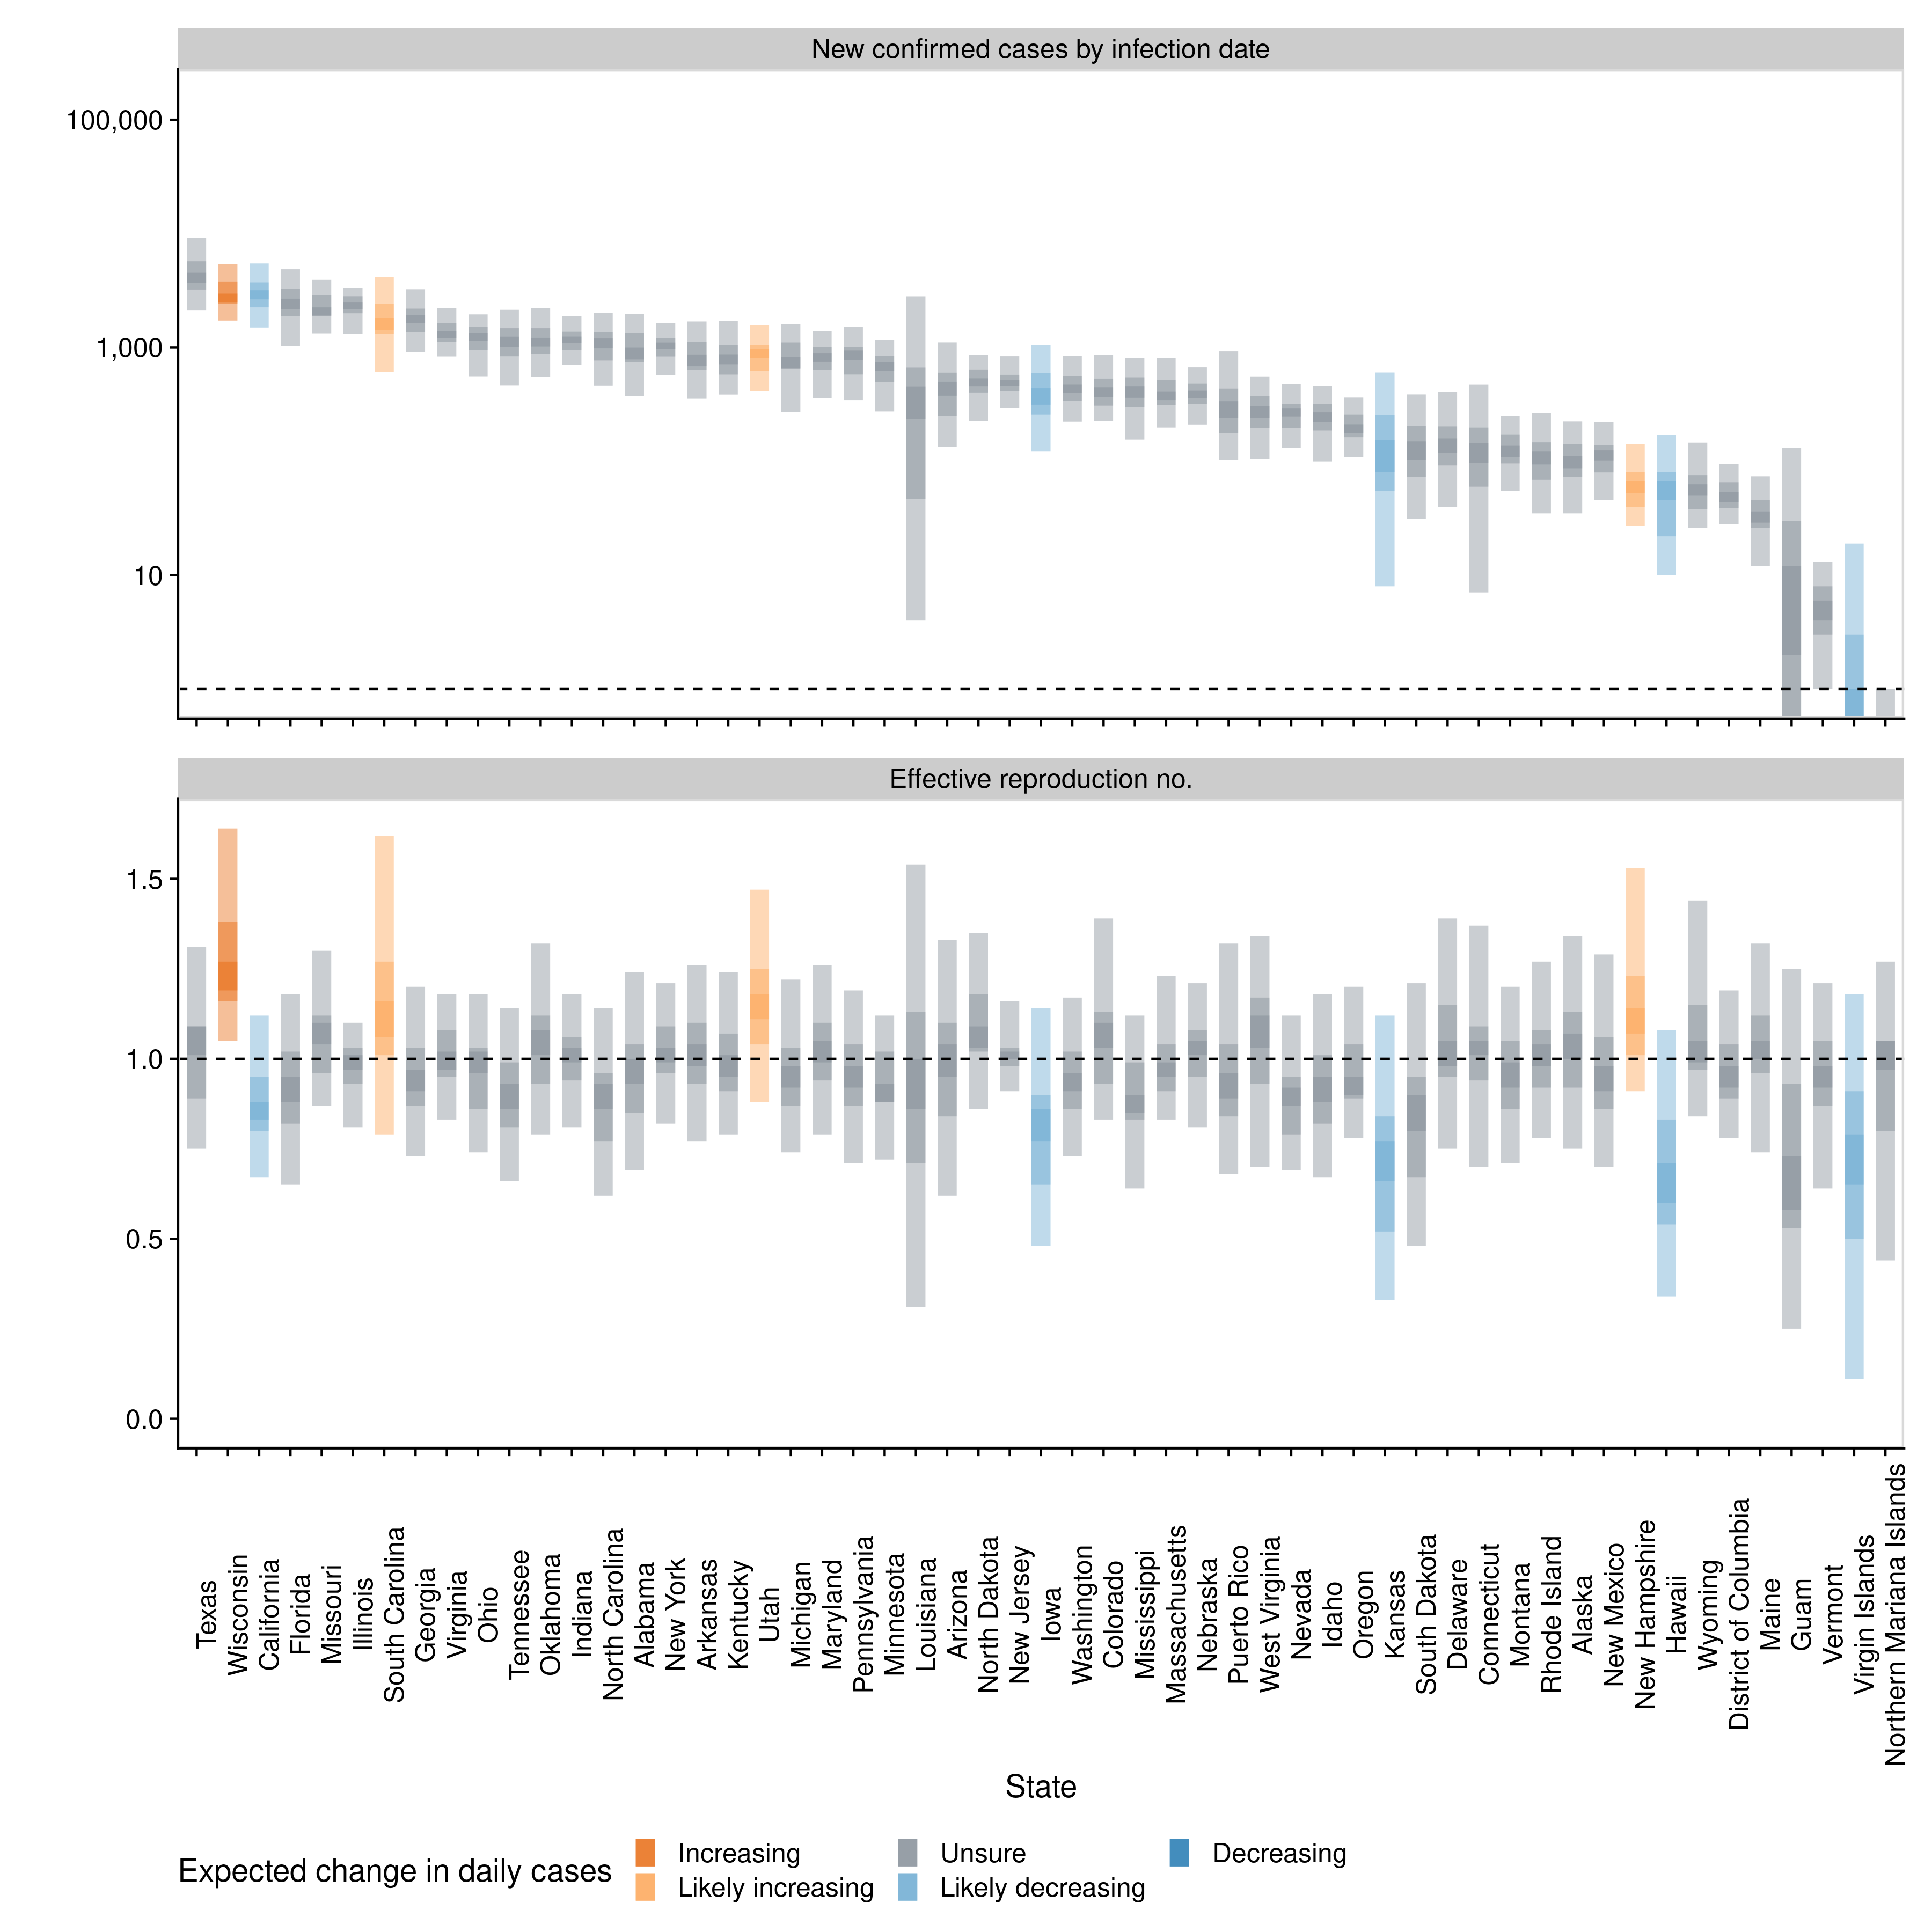 New confirmed cases by infection date
100,000
1,000
10
Effective reproduction no.
1.5
1.0
0.5
0.0
Texas
Wisconsin
California
Florida
Missouri
Illinois
South Carolina
Georgia
Virginia
Ohio
Tennessee
Oklahoma
Indiana
North Carolina
Alabama
New York
Arkansas
Kentucky
Utah
Michigan
Maryland
Pennsylvania
Minnesota
Louisiana
Arizona
North Dakota
New Jersey
Iowa
Washington
Colorado
Mississippi
Massachusetts
Nebraska
Puerto Rico
West Virginia
Nevada
Idaho
Oregon
Kansas
South Dakota
Delaware
Connecticut
Montana
Rhode Island
Alaska
New Mexico
New Hampshire
Hawaii
Wyoming
District of Columbia
Maine
Guam
Vermont
Virgin Islands
Northern Mariana Islands
State
Expected change in daily cases
Increasing
Unsure
Decreasing
Likely increasing
Likely decreasing